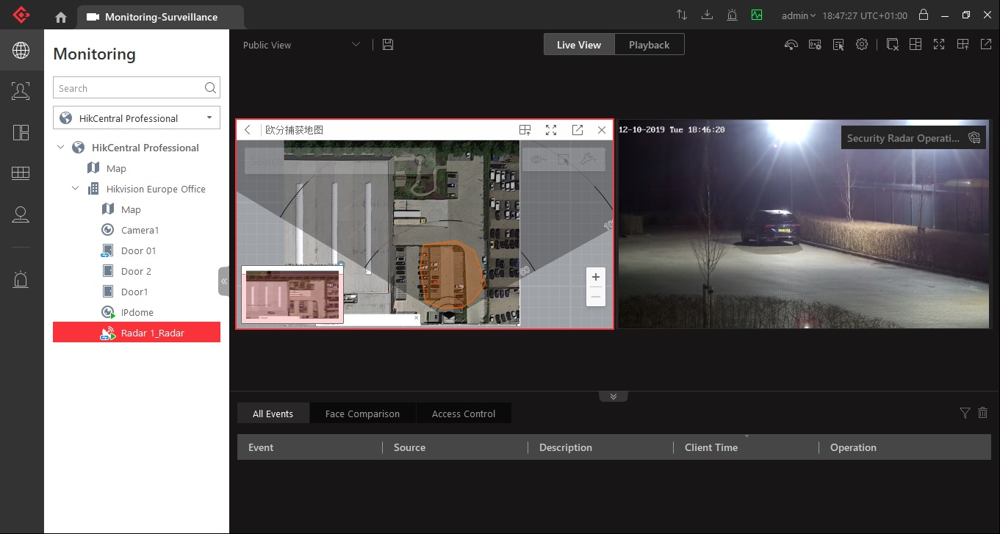 Monitoring-Surveillance
admin
18:47:27 UTC+01:00
Monitoring
Search
HikCentral Professional
HikCentral Professional
Map
Hikvision Europe Office
Map
Camera1
Door 01
Door 2
Door1
IPdome
Radar 1_Radar
Public View
Live View
Playback
欧分捕获地图
100
60
12-10-2019 Tue 18:46:20
Security Radar Operati...
All Events
Face Comparison
Access Control
Event
Source
Description
Client Time
Operation